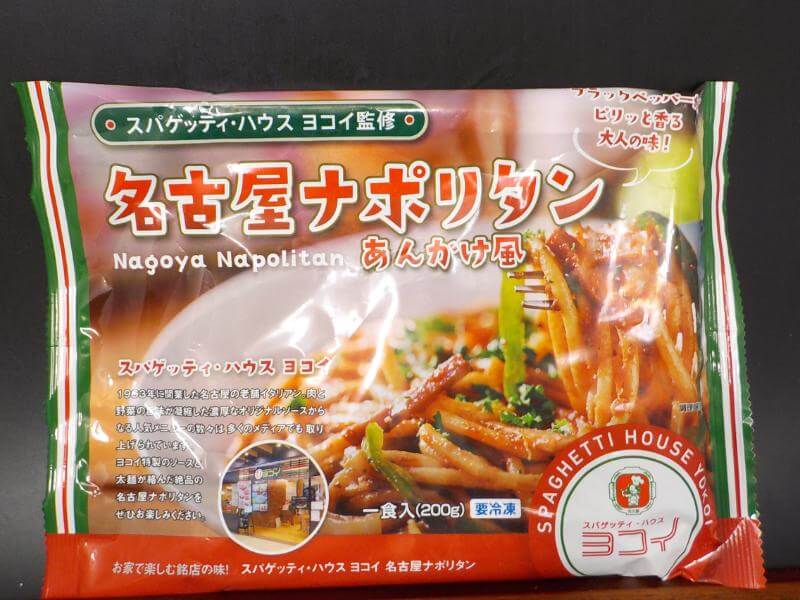 スパゲッティ・ハウス ヨコイ監修
ブラックペッパーが
ピリッと香る
大人の味!
名古屋ナポリタン
Nagoya Napolitan あんかけ風
スパゲッティ・ハウス ヨコイ
1963年に開業した名古屋の老舗イタリアン。肉と
野菜の旨味が凝縮した濃厚なオリジナルソースから
なる人気メニューの数々は多くのメディアでも取り
上げられています。
ヨコイ特製のソースと
太麺が絡んだ絶品の
名古屋ナポリタンを
ぜひお楽しみください。
ヨコイ
調理例
一食入(200g) 要冷凍
SPAGHETTI HOUSE YOKOI
スパゲッティ・ハウス
ヨコイ
お家で楽しむ銘店の味! スパゲッティ・ハウス ヨコイ 名古屋ナポリタン